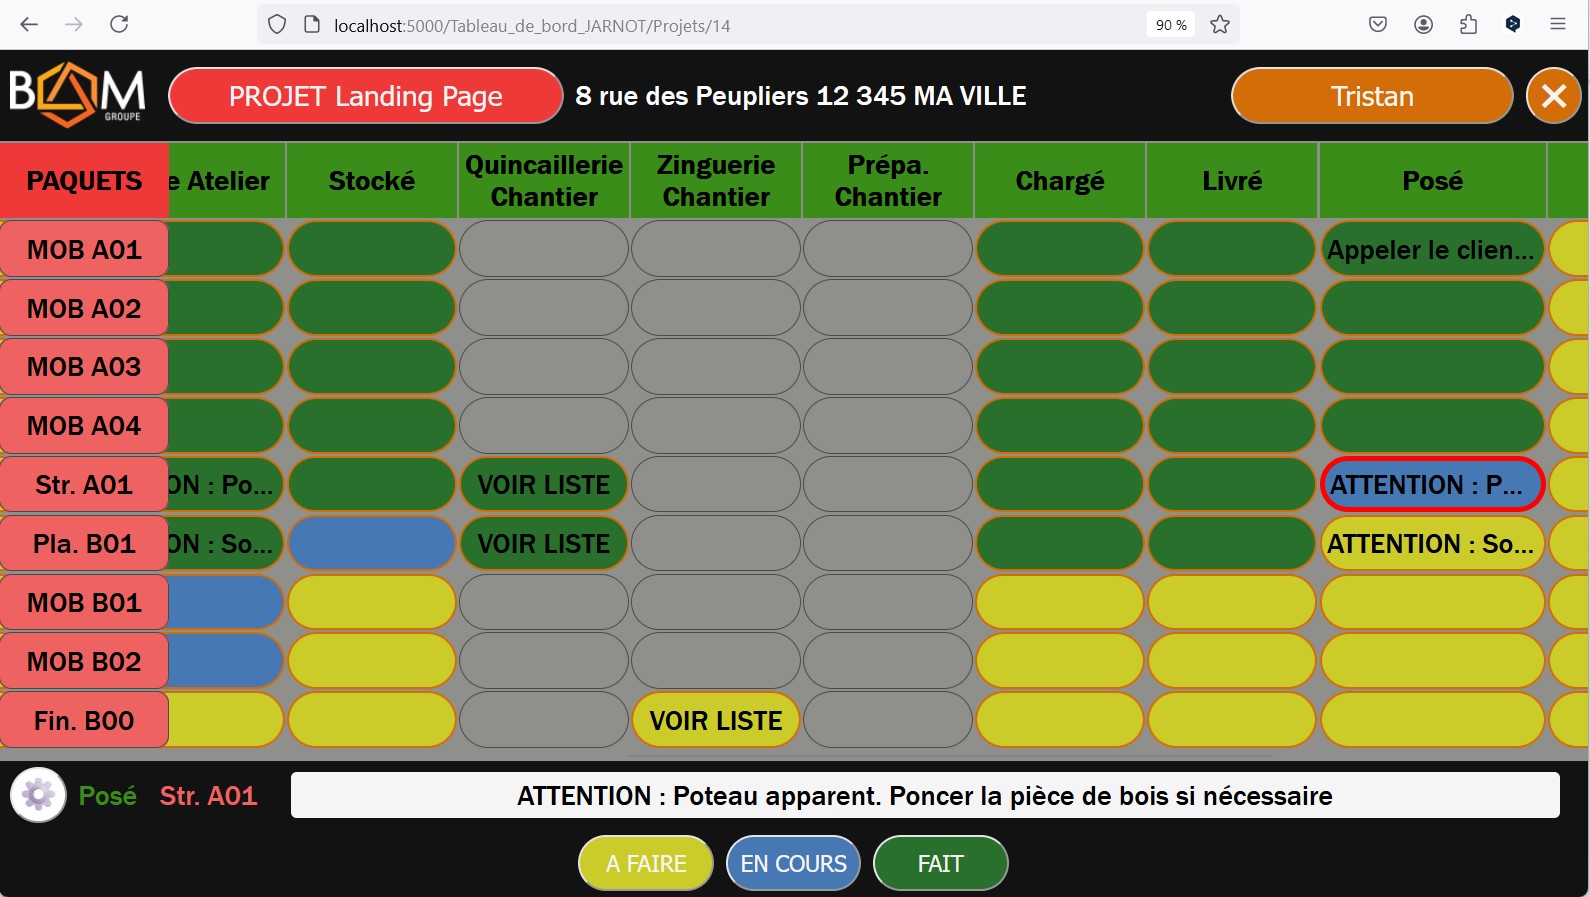 localhost:5000/Tableau_de_bord_JARNOT/Projets/14
90 %
BAM
GROUPE
PROJET Landing Page
8 rue des Peupliers 12 345 MA VILLE
Tristan
PAQUETS
e Atelier
Stocké
Quincaillerie
Chantier
Zinguerie
Chantier
Prépa.
Chantier
Chargé
Livré
Posé
MOB A01
Appeler le clien...
MOB A02
MOB A03
MOB A04
Str. A01
ON : Po...
VOIR LISTE
ATTENTION : P...
Pla. B01
ON : So...
VOIR LISTE
ATTENTION : So...
MOB B01
MOB B02
Fin. B00
VOIR LISTE
Posé
Str. A01
ATTENTION : Poteau apparent. Poncer la pièce de bois si nécessaire
A FAIRE
EN COURS
FAIT